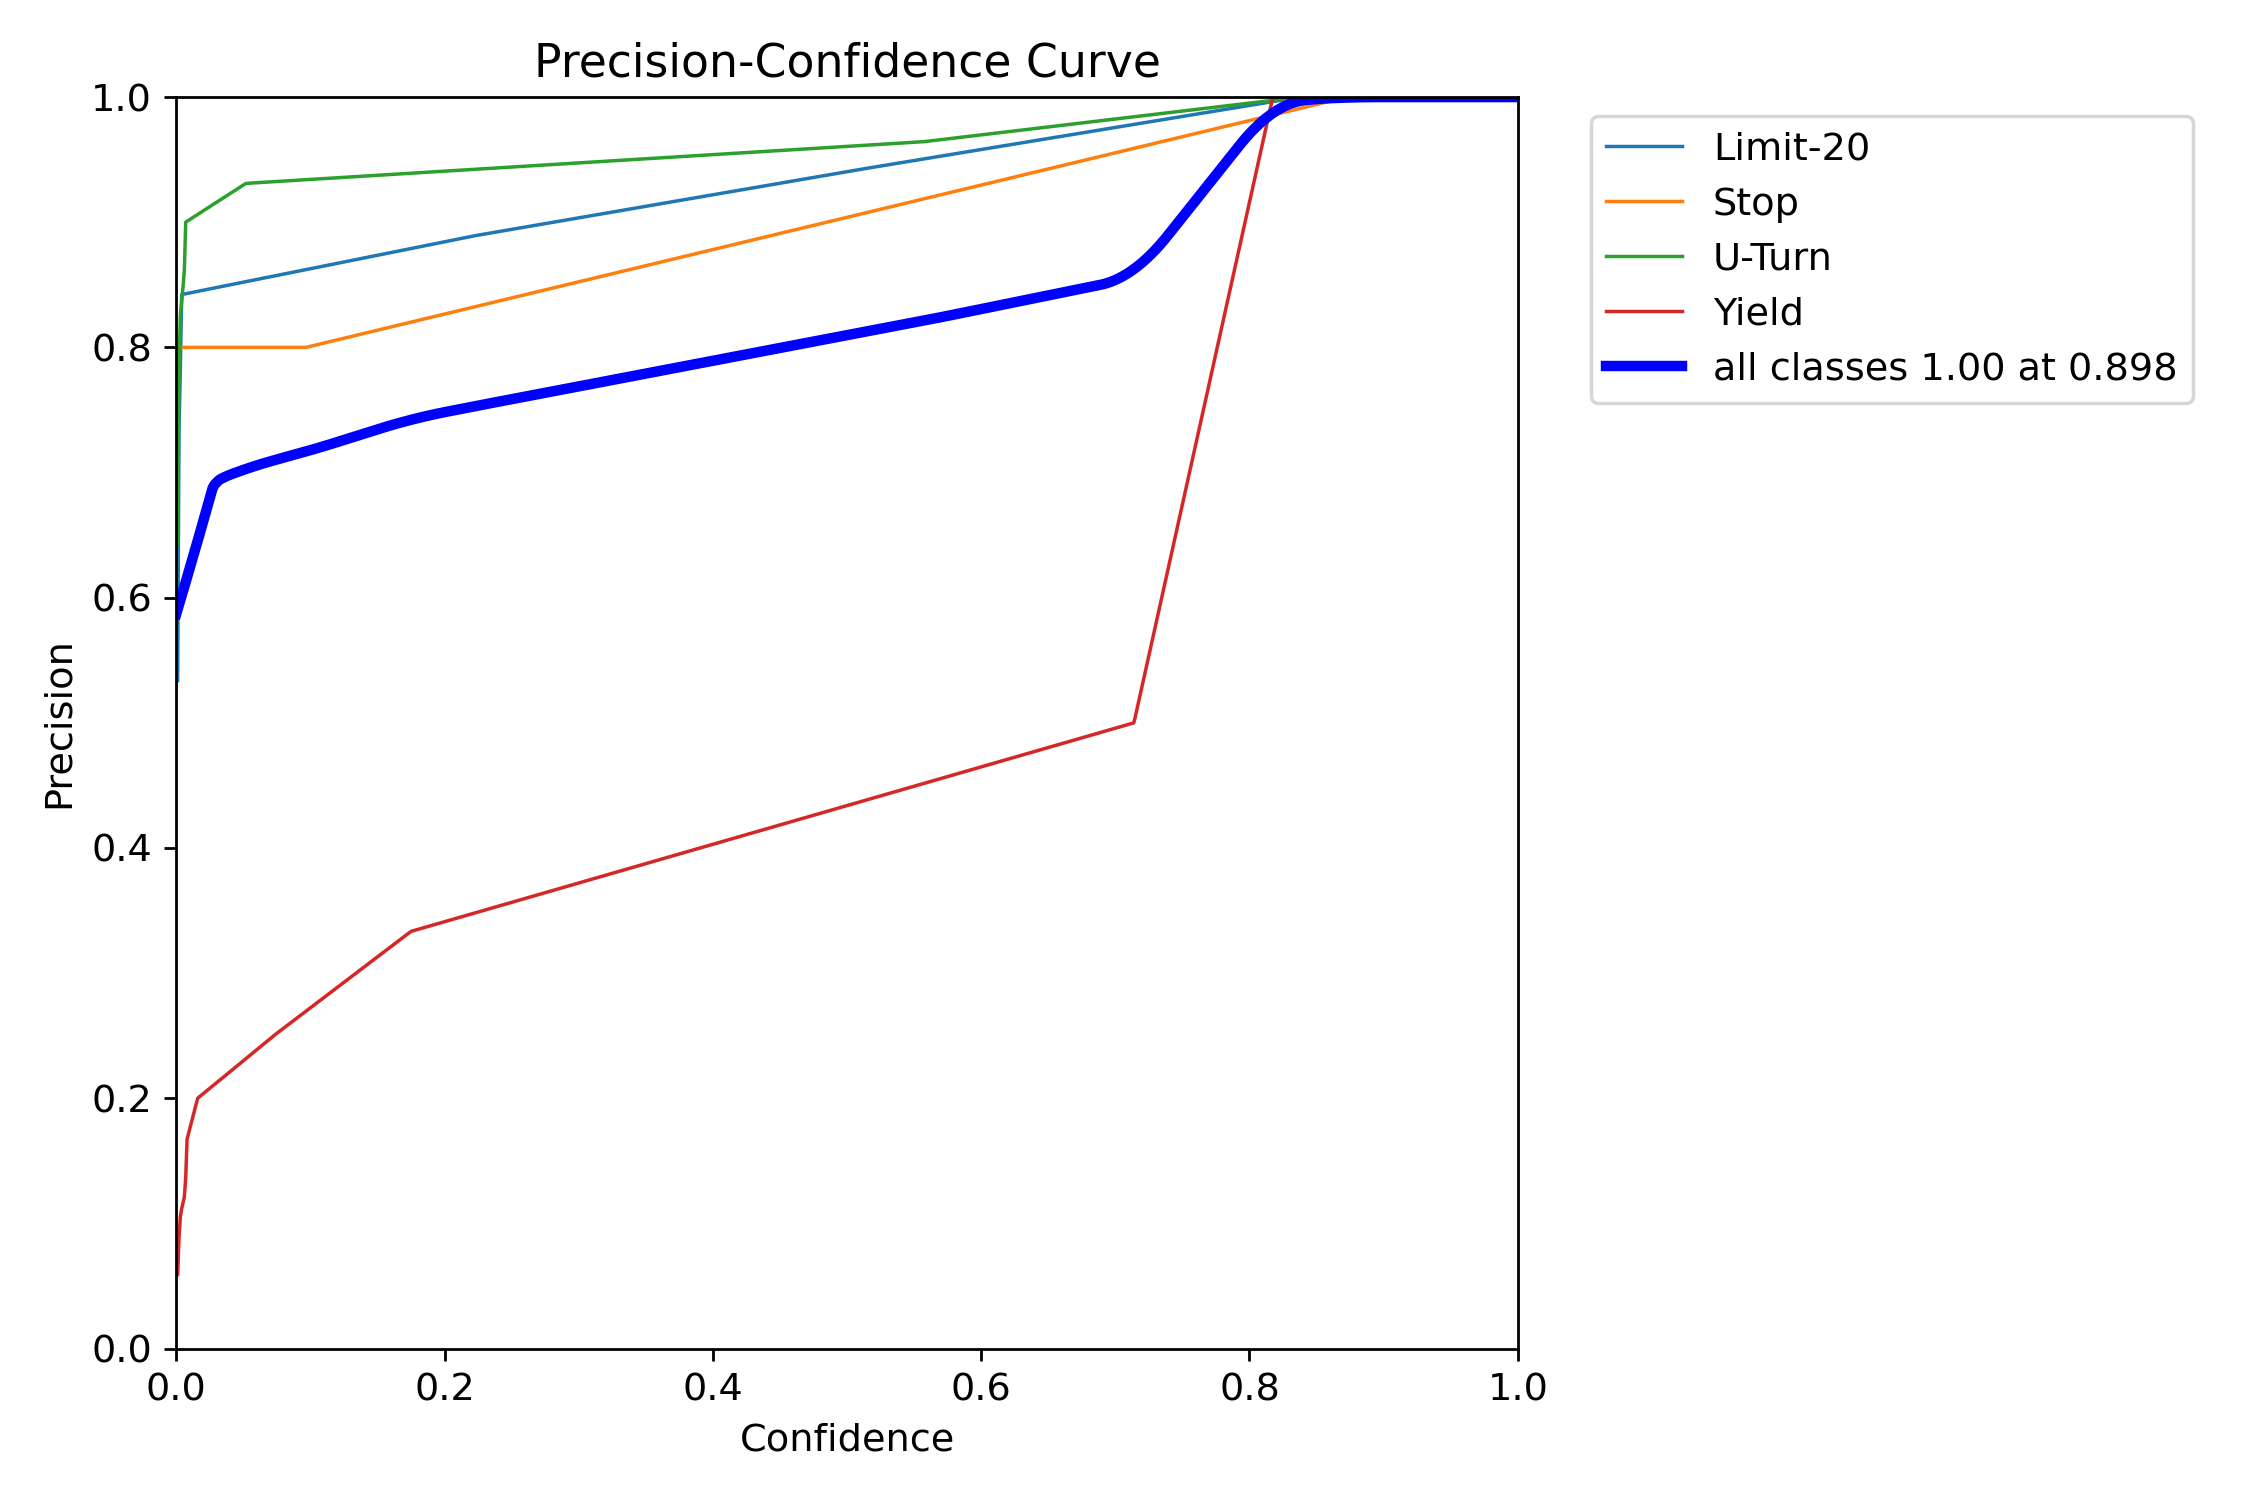 Precision-Confidence Curve
1.0
0.8
0.6
0.4
0.2
0.0
Precision
0.0 0.2 0.4 0.6 0.8 1.0
Confidence
Limit-20
Stop
U-Turn
Yield
all classes 1.00 at 0.898